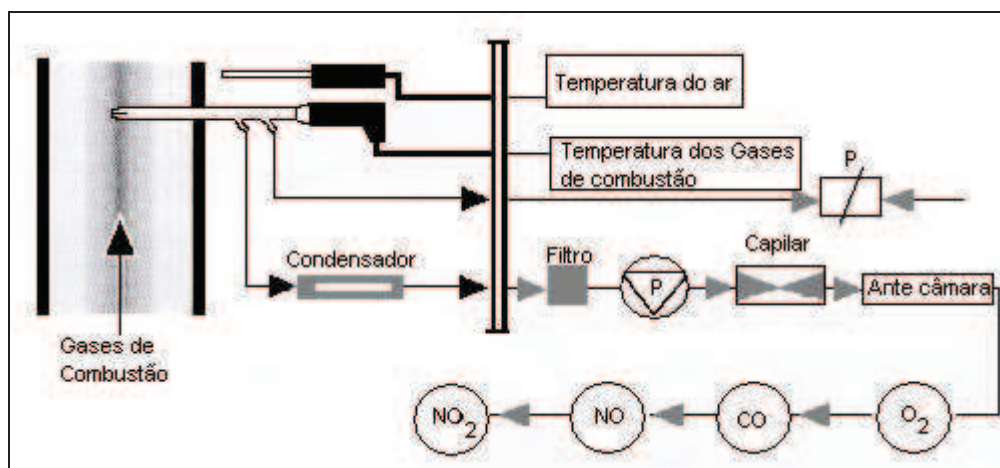 Temperatura do ar
Temperatura dos Gases
de combustão
P
Condensador
Filtro
P
Capilar
Ante câmara
Gases de
Combustão
NO2
NO
CO
O2